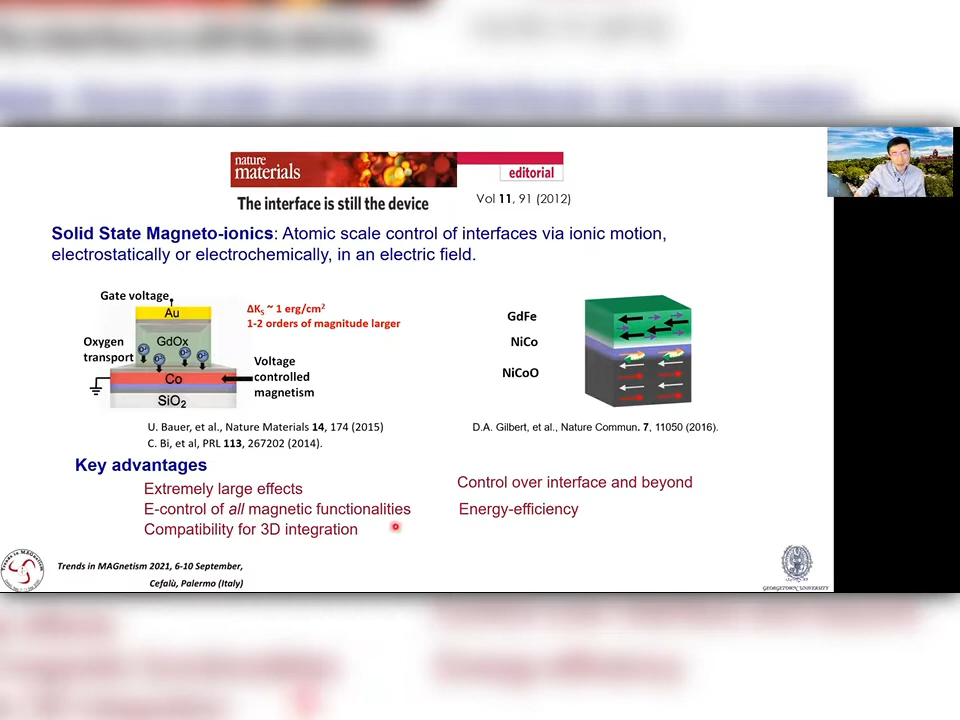 nature
materials
editorial
The interface is still the device
Vol 11, 91 (2012)
Solid State Magneto-ionics: Atomic scale control of interfaces via ionic motion,
electrostatically or electrochemically, in an electric field.
Gate voltage
Au
ΔKS ~ 1 erg/cm2
1-2 orders of magnitude larger
Oxygen
transport
GdOx
O2-
O2-
O2-
O2-
Co
SiO2
Voltage
controlled
magnetism
GdFe
NiCo
NiCoO
U. Bauer, et al., Nature Materials 14, 174 (2015)
C. Bi, et al, PRL 113, 267202 (2014).
D.A. Gilbert, et al., Nature Commun. 7, 11050 (2016).
Key advantages
Extremely large effects
E-control of all magnetic functionalities
Compatibility for 3D integration
Control over interface and beyond
Energy-efficiency
Trends in MAGnetism 2021, 6-10 September,
Cefalù, Palermo (Italy)
GEORGETOWN UNIVERSITY